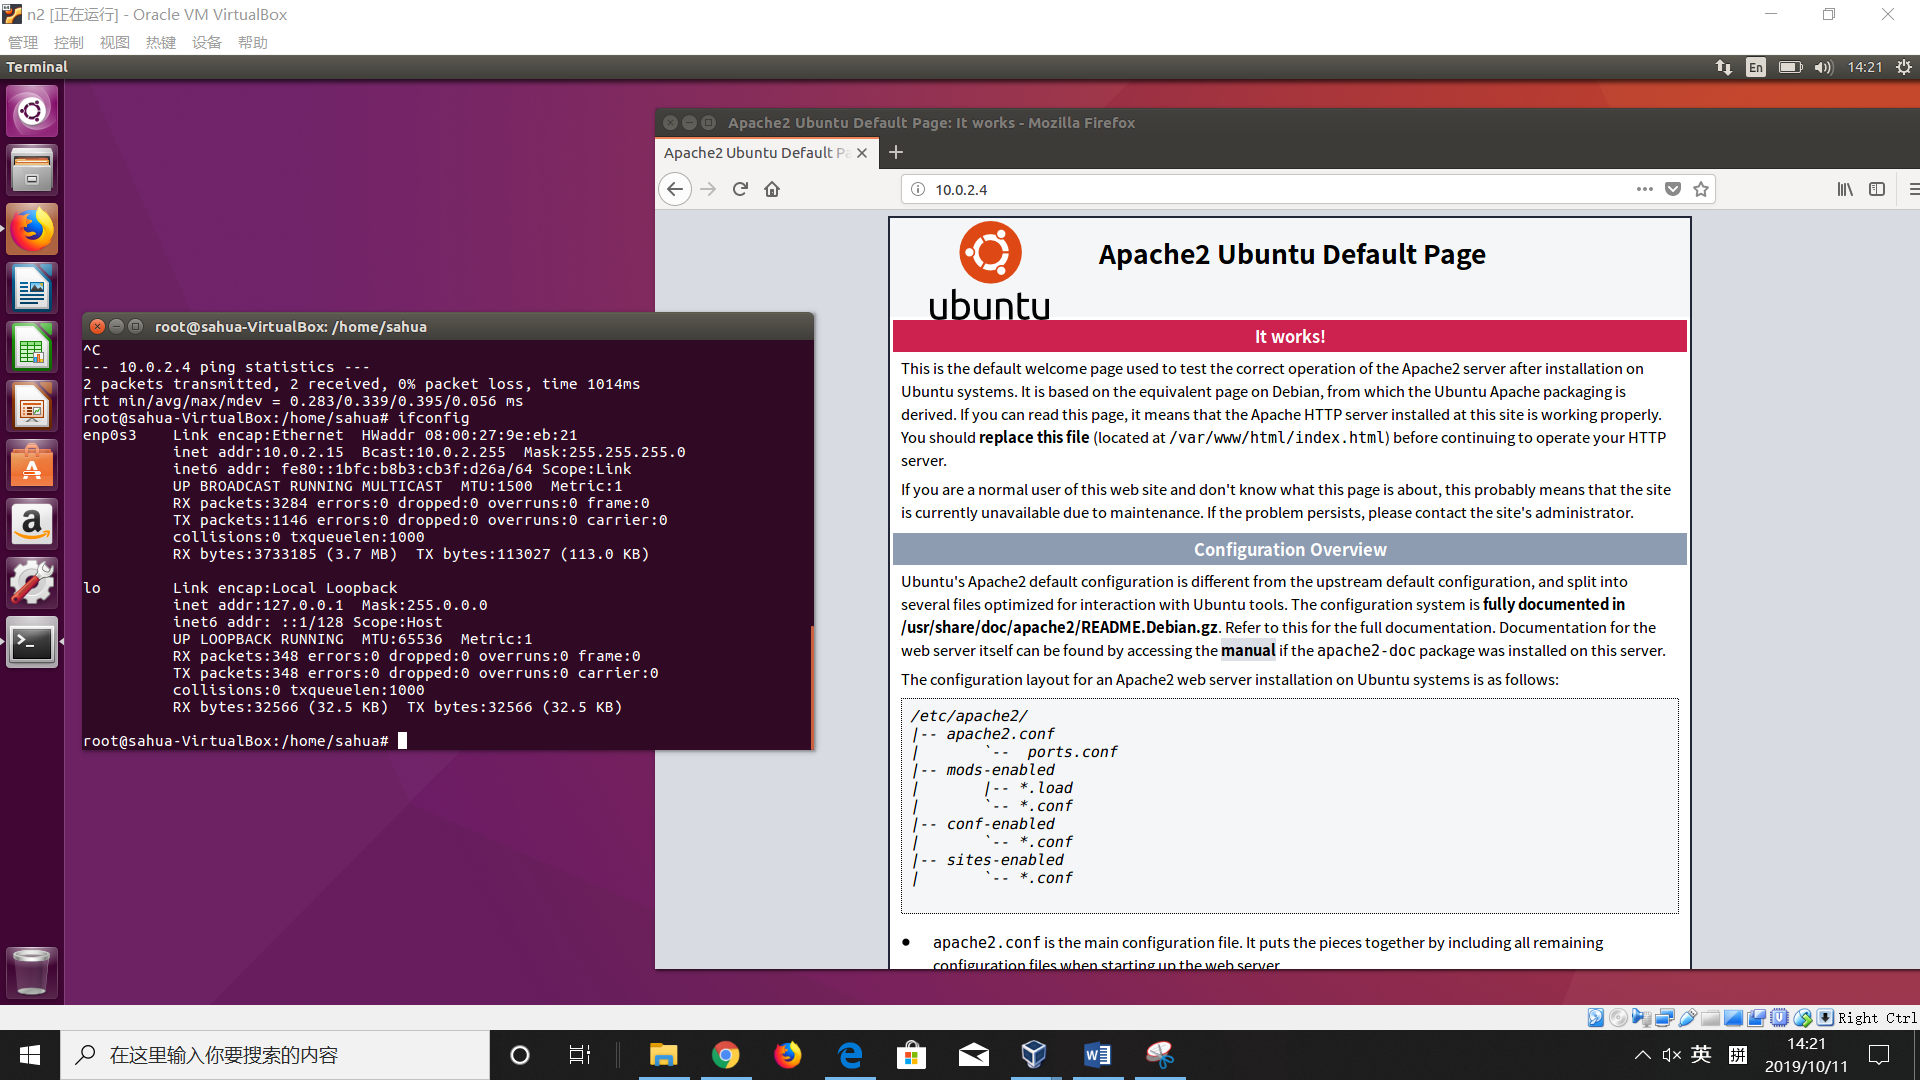 n2 [正在运行] - Oracle VM VirtualBox
管理 控制 视图 热键 设备 帮助
Terminal
En
14:21
Apache2 Ubuntu Default Page: It works - Mozilla Firefox
Apache2 Ubuntu Default Pa
10.0.2.4
ubuntu
Apache2 Ubuntu Default Page
It works!
This is the default welcome page used to test the correct operation of the Apache2 server after installation on
Ubuntu systems. It is based on the equivalent page on Debian, from which the Ubuntu Apache packaging is
derived. If you can read this page, it means that the Apache HTTP server installed at this site is working properly.
You should replace this file (located at /var/www/html/index.html) before continuing to operate your HTTP
server.
If you are a normal user of this web site and don't know what this page is about, this probably means that the site
is currently unavailable due to maintenance. If the problem persists, please contact the site's administrator.
Configuration Overview
Ubuntu's Apache2 default configuration is different from the upstream default configuration, and split into
several files optimized for interaction with Ubuntu tools. The configuration system is fully documented in
/usr/share/doc/apache2/README.Debian.gz. Refer to this for the full documentation. Documentation for the
web server itself can be found by accessing the manual if the apache2-doc package was installed on this server.
The configuration layout for an Apache2 web server installation on Ubuntu systems is as follows:
/etc/apache2/
|-- apache2.conf
|       `--  ports.conf
|-- mods-enabled
|       |-- *.load
|       `-- *.conf
|-- conf-enabled
|       `-- *.conf
|-- sites-enabled
|       `-- *.conf
● apache2.conf is the main configuration file. It puts the pieces together by including all remaining
configuration files when starting up the web server
root@sahua-VirtualBox: /home/sahua
^C
--- 10.0.2.4 ping statistics ---
2 packets transmitted, 2 received, 0% packet loss, time 1014ms
rtt min/avg/max/mdev = 0.283/0.339/0.395/0.056 ms
root@sahua-VirtualBox:/home/sahua# ifconfig
enp0s3    Link encap:Ethernet  HWaddr 08:00:27:9e:eb:21
inet addr:10.0.2.15  Bcast:10.0.2.255  Mask:255.255.255.0
inet6 addr: fe80::1bfc:b8b3:cb3f:d26a/64 Scope:Link
UP BROADCAST RUNNING MULTICAST  MTU:1500  Metric:1
RX packets:3284 errors:0 dropped:0 overruns:0 frame:0
TX packets:1146 errors:0 dropped:0 overruns:0 carrier:0
collisions:0 txqueuelen:1000
RX bytes:3733185 (3.7 MB)  TX bytes:113027 (113.0 KB)
lo        Link encap:Local Loopback
inet addr:127.0.0.1  Mask:255.0.0.0
inet6 addr: ::1/128 Scope:Host
UP LOOPBACK RUNNING  MTU:65536  Metric:1
RX packets:348 errors:0 dropped:0 overruns:0 frame:0
TX packets:348 errors:0 dropped:0 overruns:0 carrier:0
collisions:0 txqueuelen:1000
RX bytes:32566 (32.5 KB)  TX bytes:32566 (32.5 KB)
root@sahua-VirtualBox:/home/sahua#
Right Ctrl
在这里输入你要搜索的内容
英
拼
14:21
2019/10/11